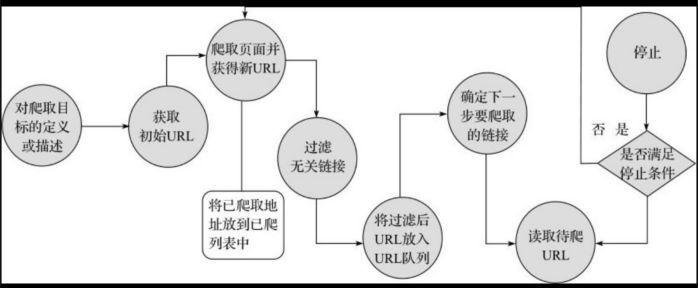 对爬取目
标的定义
或描述
获取
初始URL
爬取页面并
获得新URL
将已爬取地
址放到已爬
列表中
过滤
无关链接
将过滤后
URL放入
URL队列
确定下一
步要爬取
的链接
读取待爬
URL
停止
否 是
是否满足
停止条件